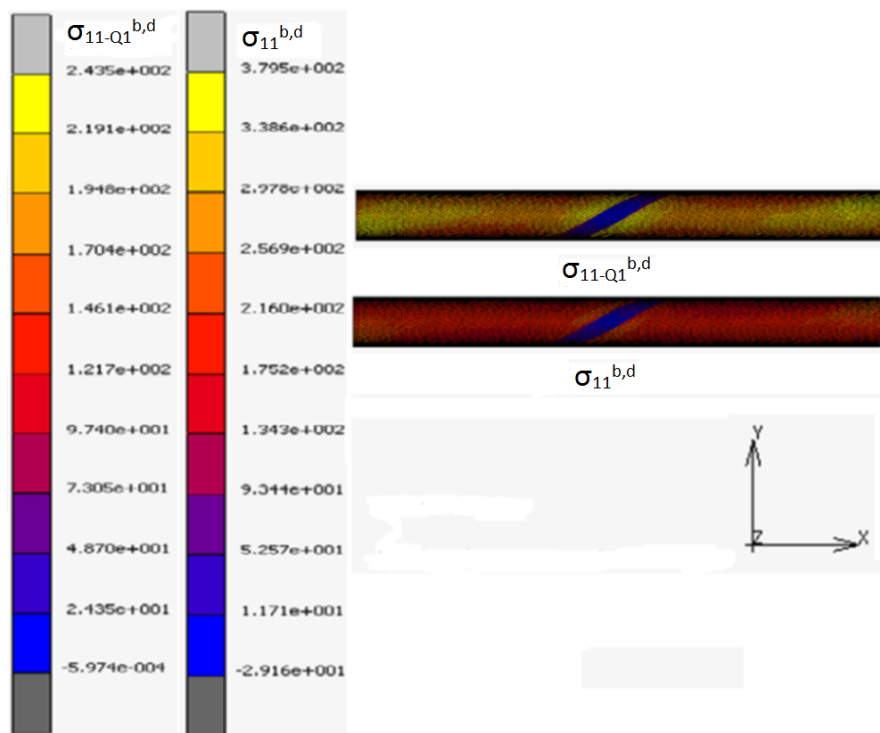 σ11-Q1b,d
2.435e+002
2.191e+002
1.948e+002
1.704e+002
1.461e+002
1.217e+002
9.740e+001
7.305e+001
4.870e+001
2.435e+001
-5.974e-004
σ11b,d
3.795e+002
3.386e+002
2.978e+002
2.569e+002
2.160e+002
1.752e+002
1.343e+002
9.344e+001
5.257e+001
1.171e+001
-2.916e+001
σ11-Q1b,d
σ11b,d
Y
Z
X